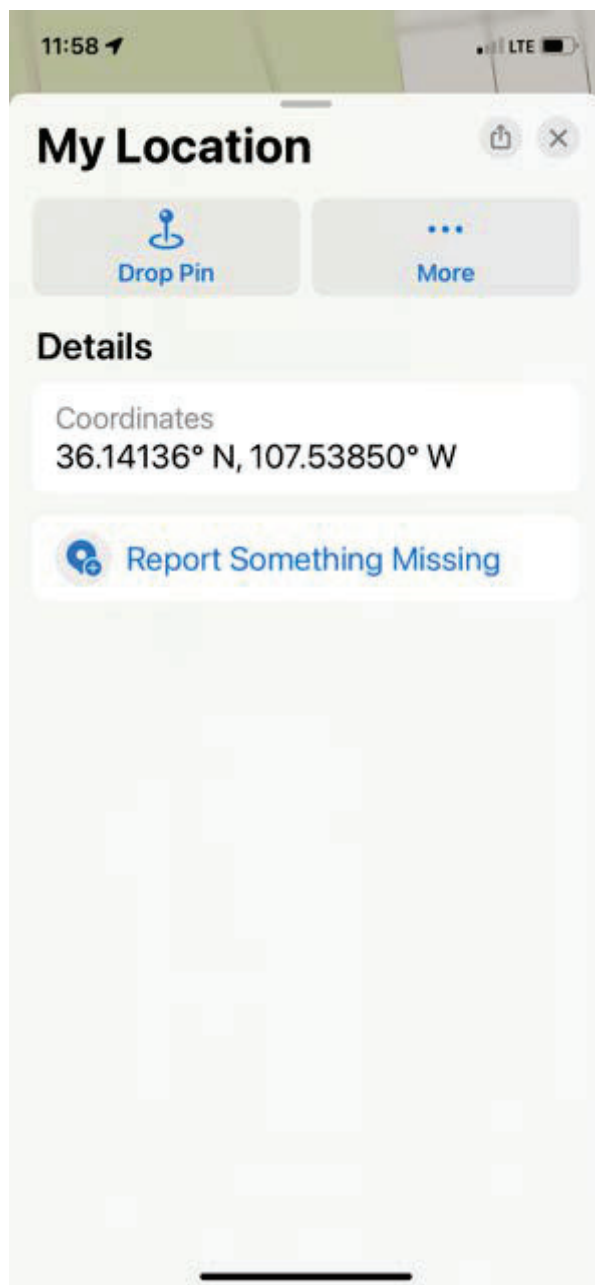 11:58
LTE
My Location
Drop Pin
More
Details
Coordinates
36.14136° N, 107.53850° W
Report Something Missing